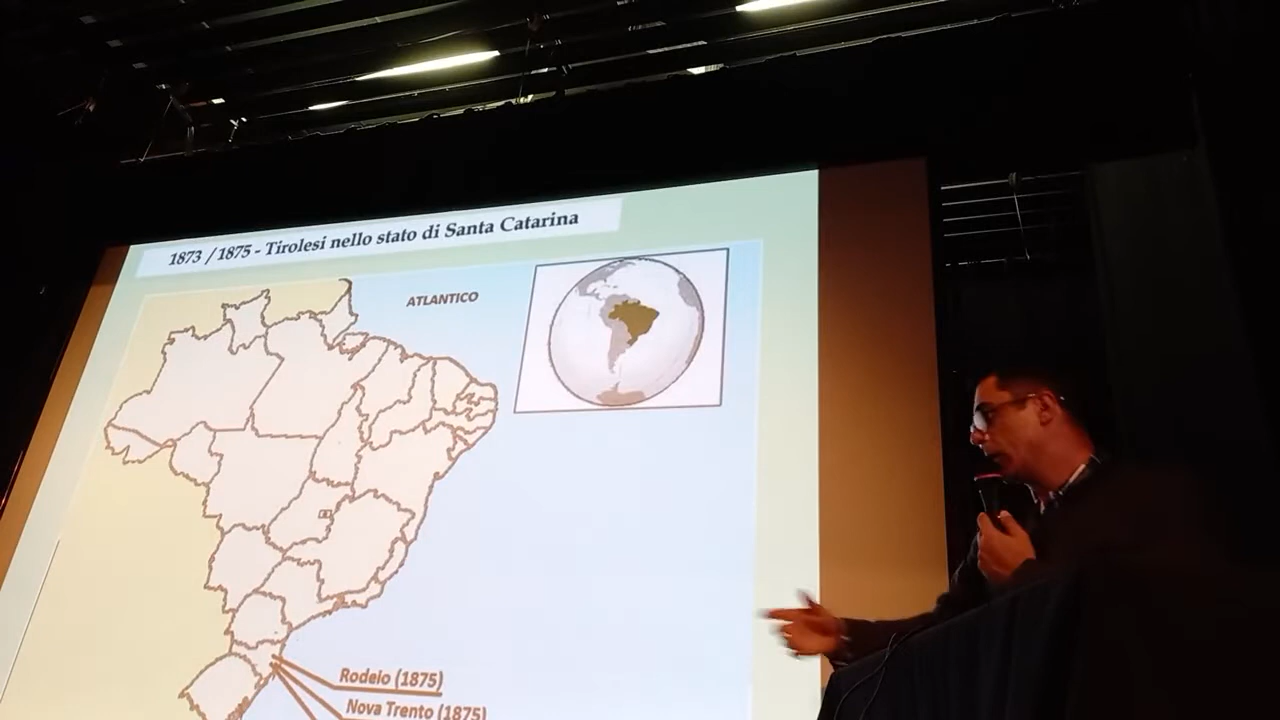 1873 / 1875 - Tirolesi nello stato di Santa Catarina
ATLANTICO
Rodeio (1875)
Nova Trento (1875)